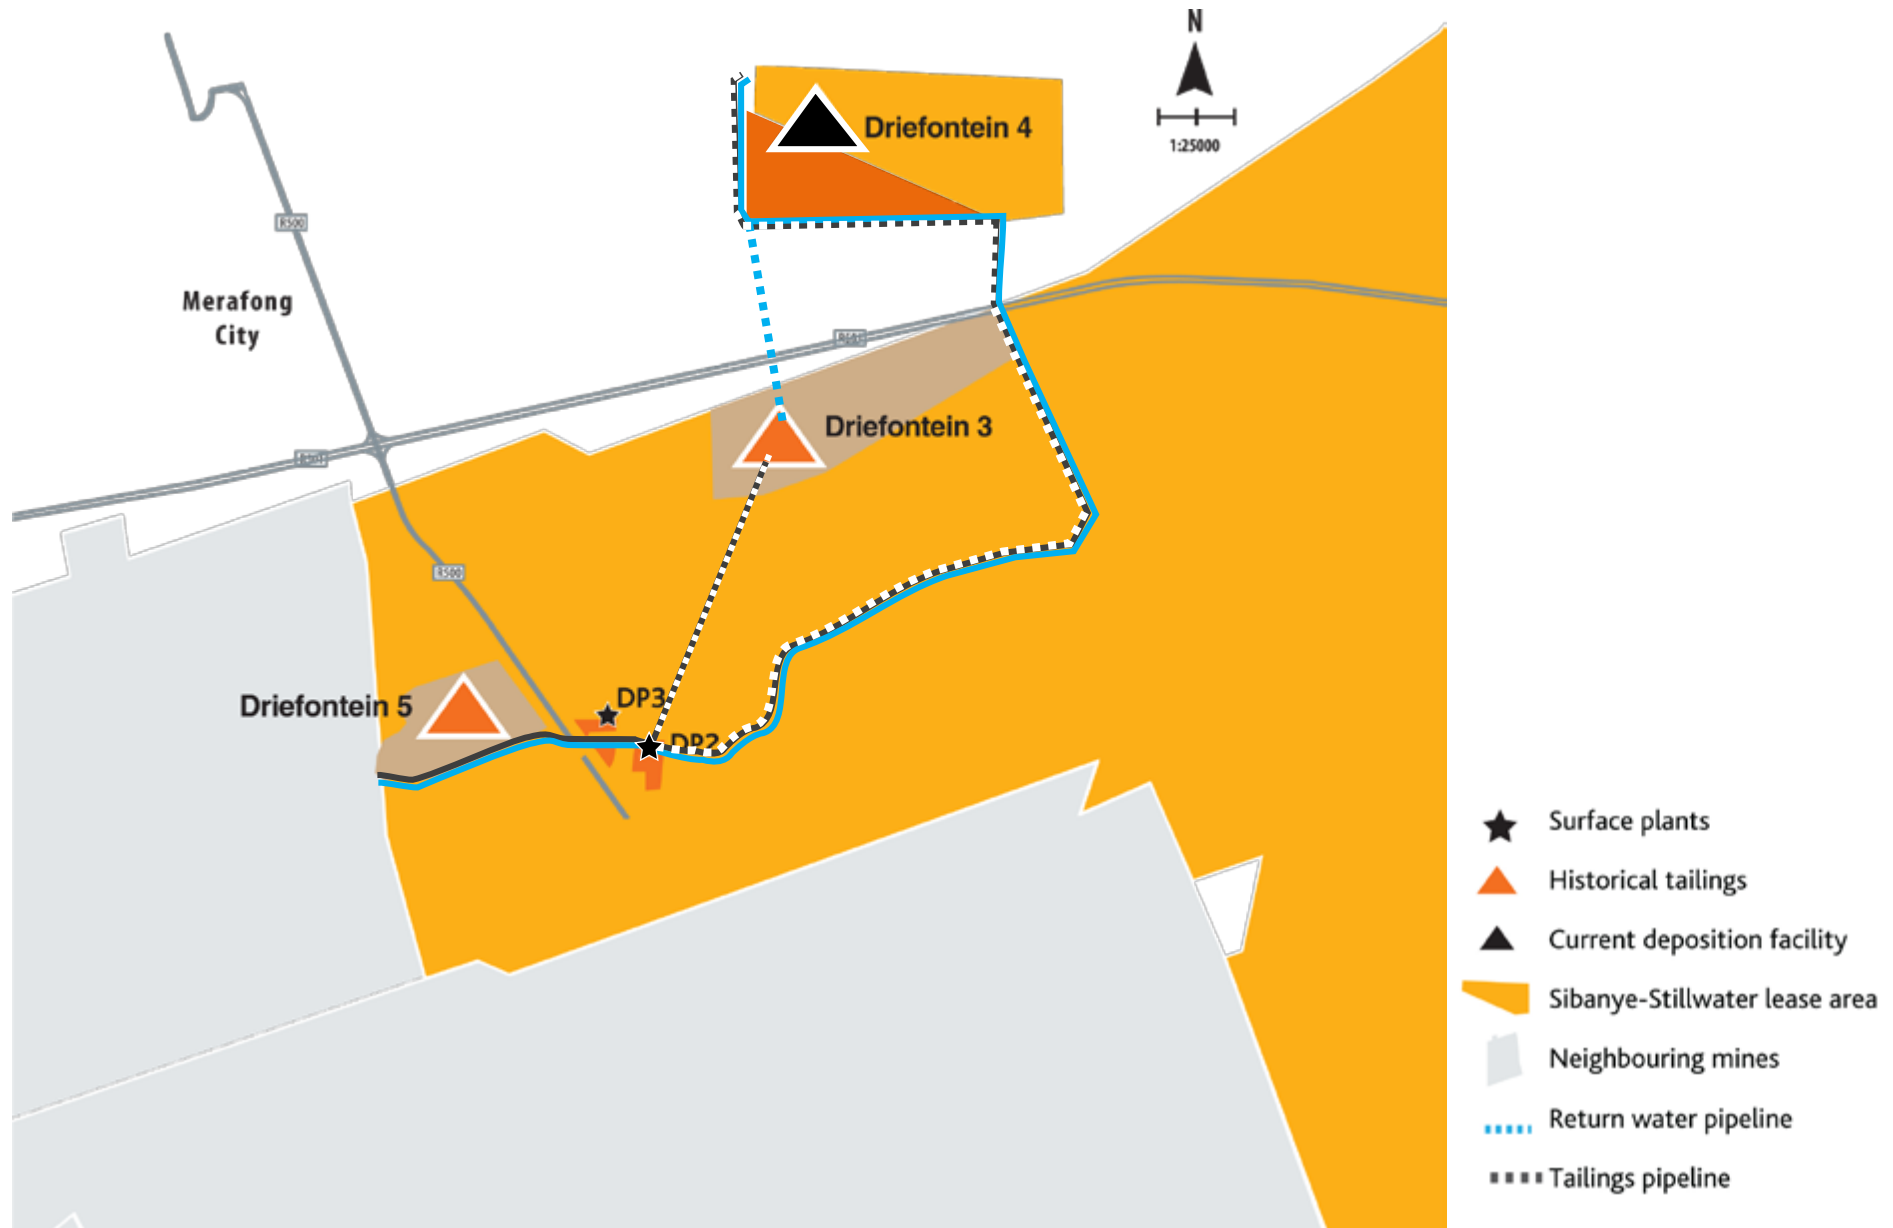 N
1:25000
Driefontein 4
R500
Merafong
City
Driefontein 3
R500
Driefontein 5
DP3
DP2
Surface plants
Historical tailings
Current deposition facility
Sibanye-Stillwater lease area
Neighbouring mines
Return water pipeline
Tailings pipeline